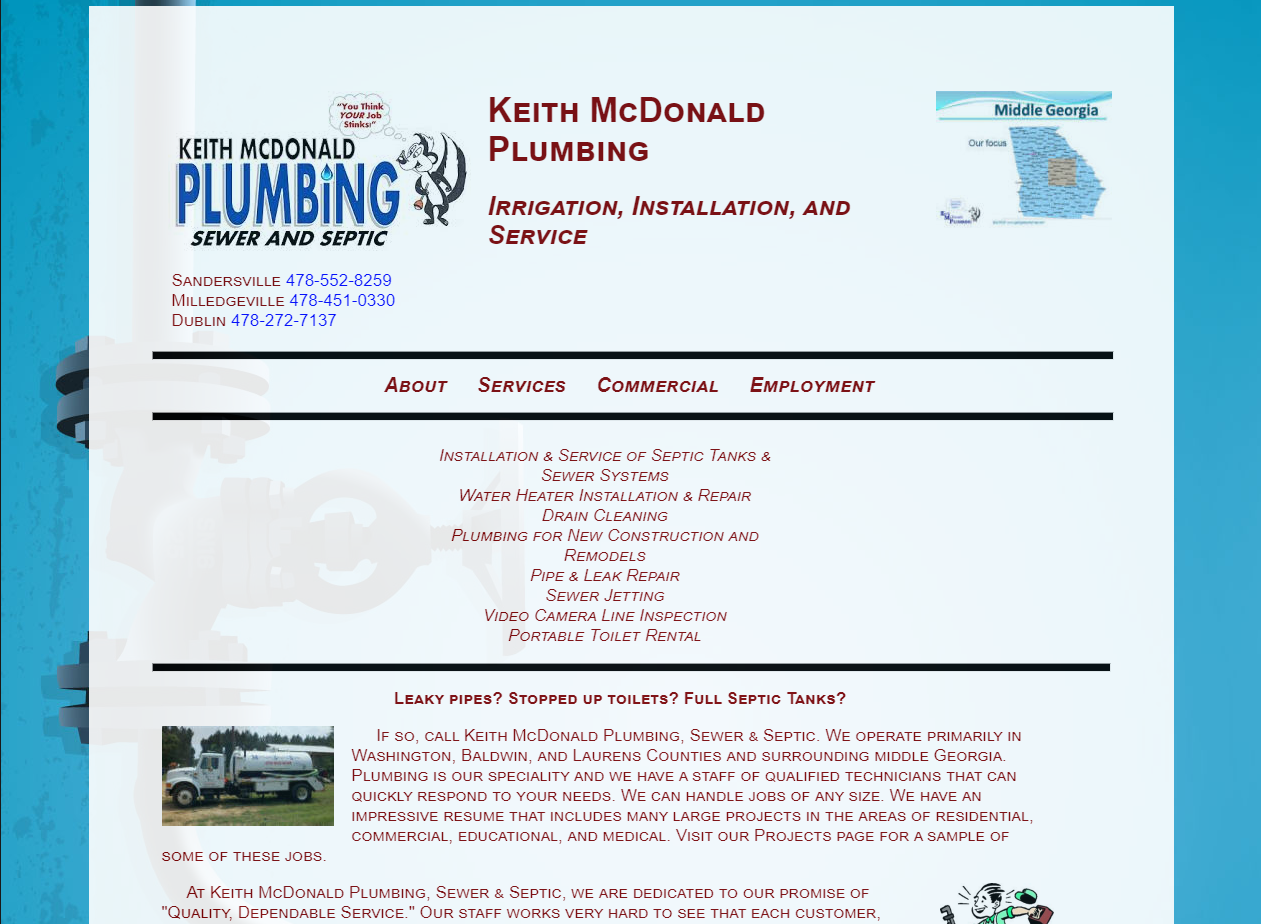 "You Think
YOUR Job
Stinks!"
KEITH MCDONALD
PLUMBING
SEWER AND SEPTIC
Keith McDonald
Plumbing
Irrigation, Installation, and
Service
Middle Georgia
Our focus
Sandersville 478-552-8259
Milledgeville 478-451-0330
Dublin 478-272-7137
About Services Commercial Employment
Installation & Service of Septic Tanks &
Sewer Systems
Water Heater Installation & Repair
Drain Cleaning
Plumbing for New Construction and
Remodels
Pipe & Leak Repair
Sewer Jetting
Video Camera Line Inspection
Portable Toilet Rental
Leaky pipes? Stopped up toilets? Full Septic Tanks?
If so, call Keith McDonald Plumbing, Sewer & Septic. We operate primarily in
Washington, Baldwin, and Laurens Counties and surrounding middle Georgia.
Plumbing is our speciality and we have a staff of qualified technicians that can
quickly respond to your needs. We can handle jobs of any size. We have an
impressive resume that includes many large projects in the areas of residential,
commercial, educational, and medical. Visit our Projects page for a sample of
some of these jobs.
At Keith McDonald Plumbing, Sewer & Septic, we are dedicated to our promise of
"Quality, Dependable Service." Our staff works very hard to see that each customer,